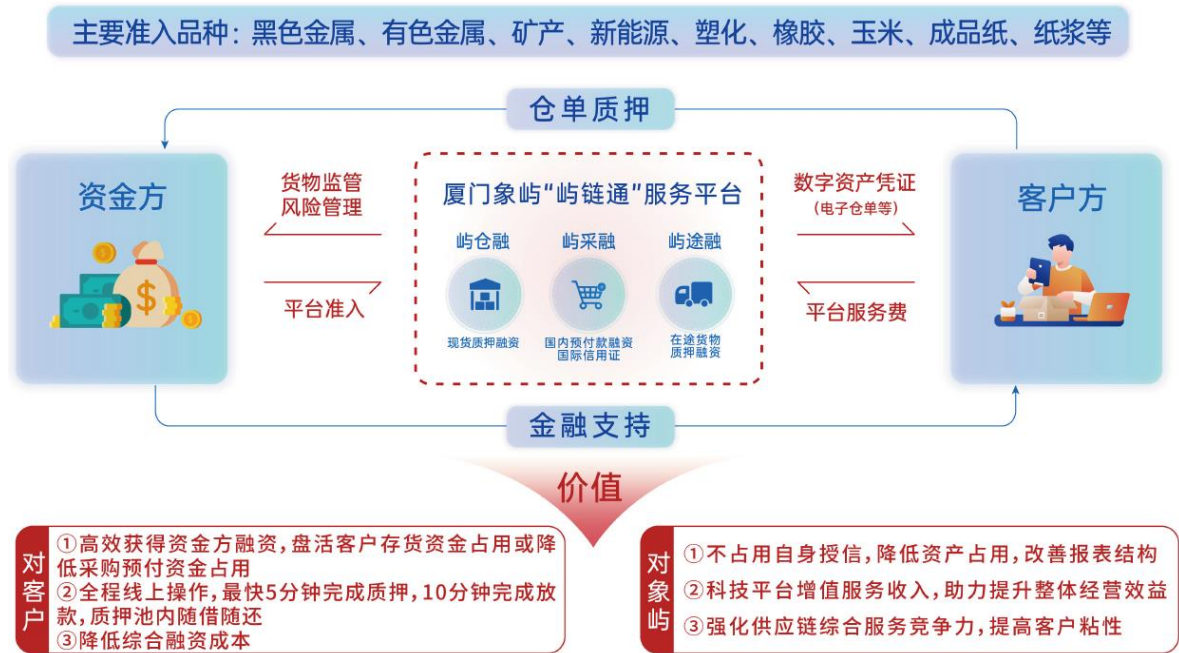 主要准入品种：黑色金属、有色金属、矿产、新能源、塑化、橡胶、玉米、成品纸、纸浆等
仓单质押
资金方
货物监管
风险管理
平台准入
厦门象屿“屿链通”服务平台
屿仓融
屿采融
屿途融
现货质押融资
国内预付款融资
国际信用证
在途货物
质押融资
数字资产凭证
(电子仓单等)
平台服务费
客户方
金融支持
价值
对客户
①高效获得资金方融资，盘活客户存货资金占用或降
低采购预付资金占用
②全程线上操作，最快5分钟完成质押，10分钟完成放
款，质押池内随借随还
③降低综合融资成本
对象屿
①不占用自身授信，降低资产占用，改善报表结构
②科技平台增值服务收入，助力提升整体经营效益
③强化供应链综合服务竞争力，提高客户粘性